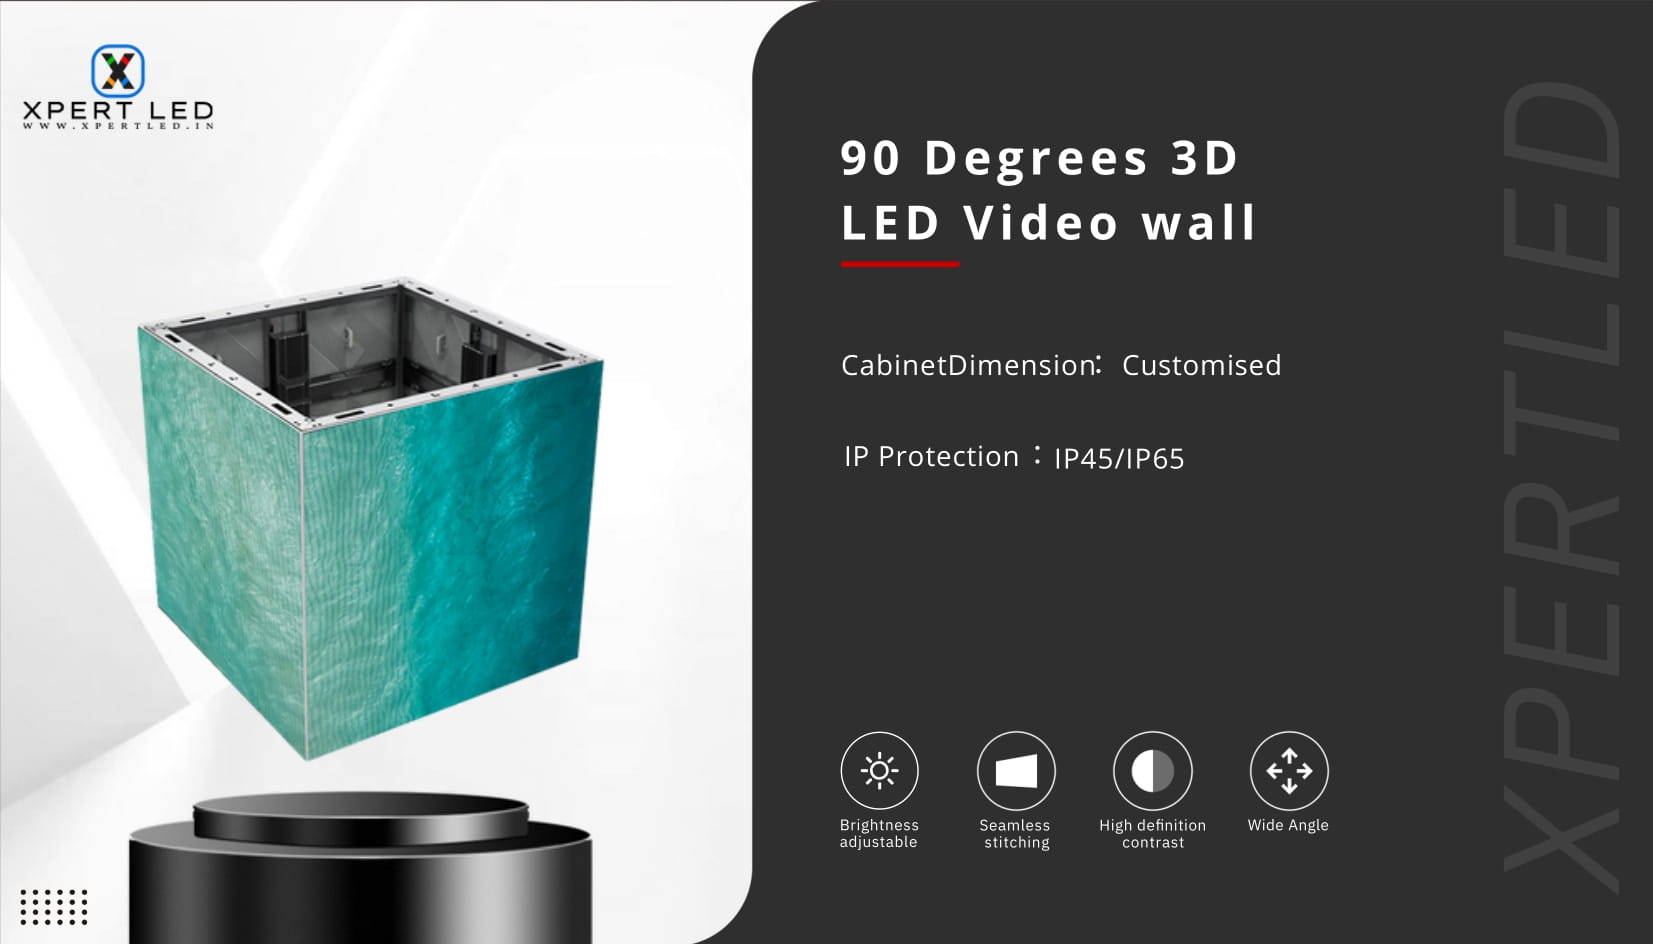 XPERT LED
WWW.XPERTLED.IN
90 Degrees 3D
LED Video wall
CabinetDimension: Customised
IP Protection : IP45/IP65
Brightness
adjustable
Seamless
stitching
High definition
contrast
Wide Angle
XPERTLED